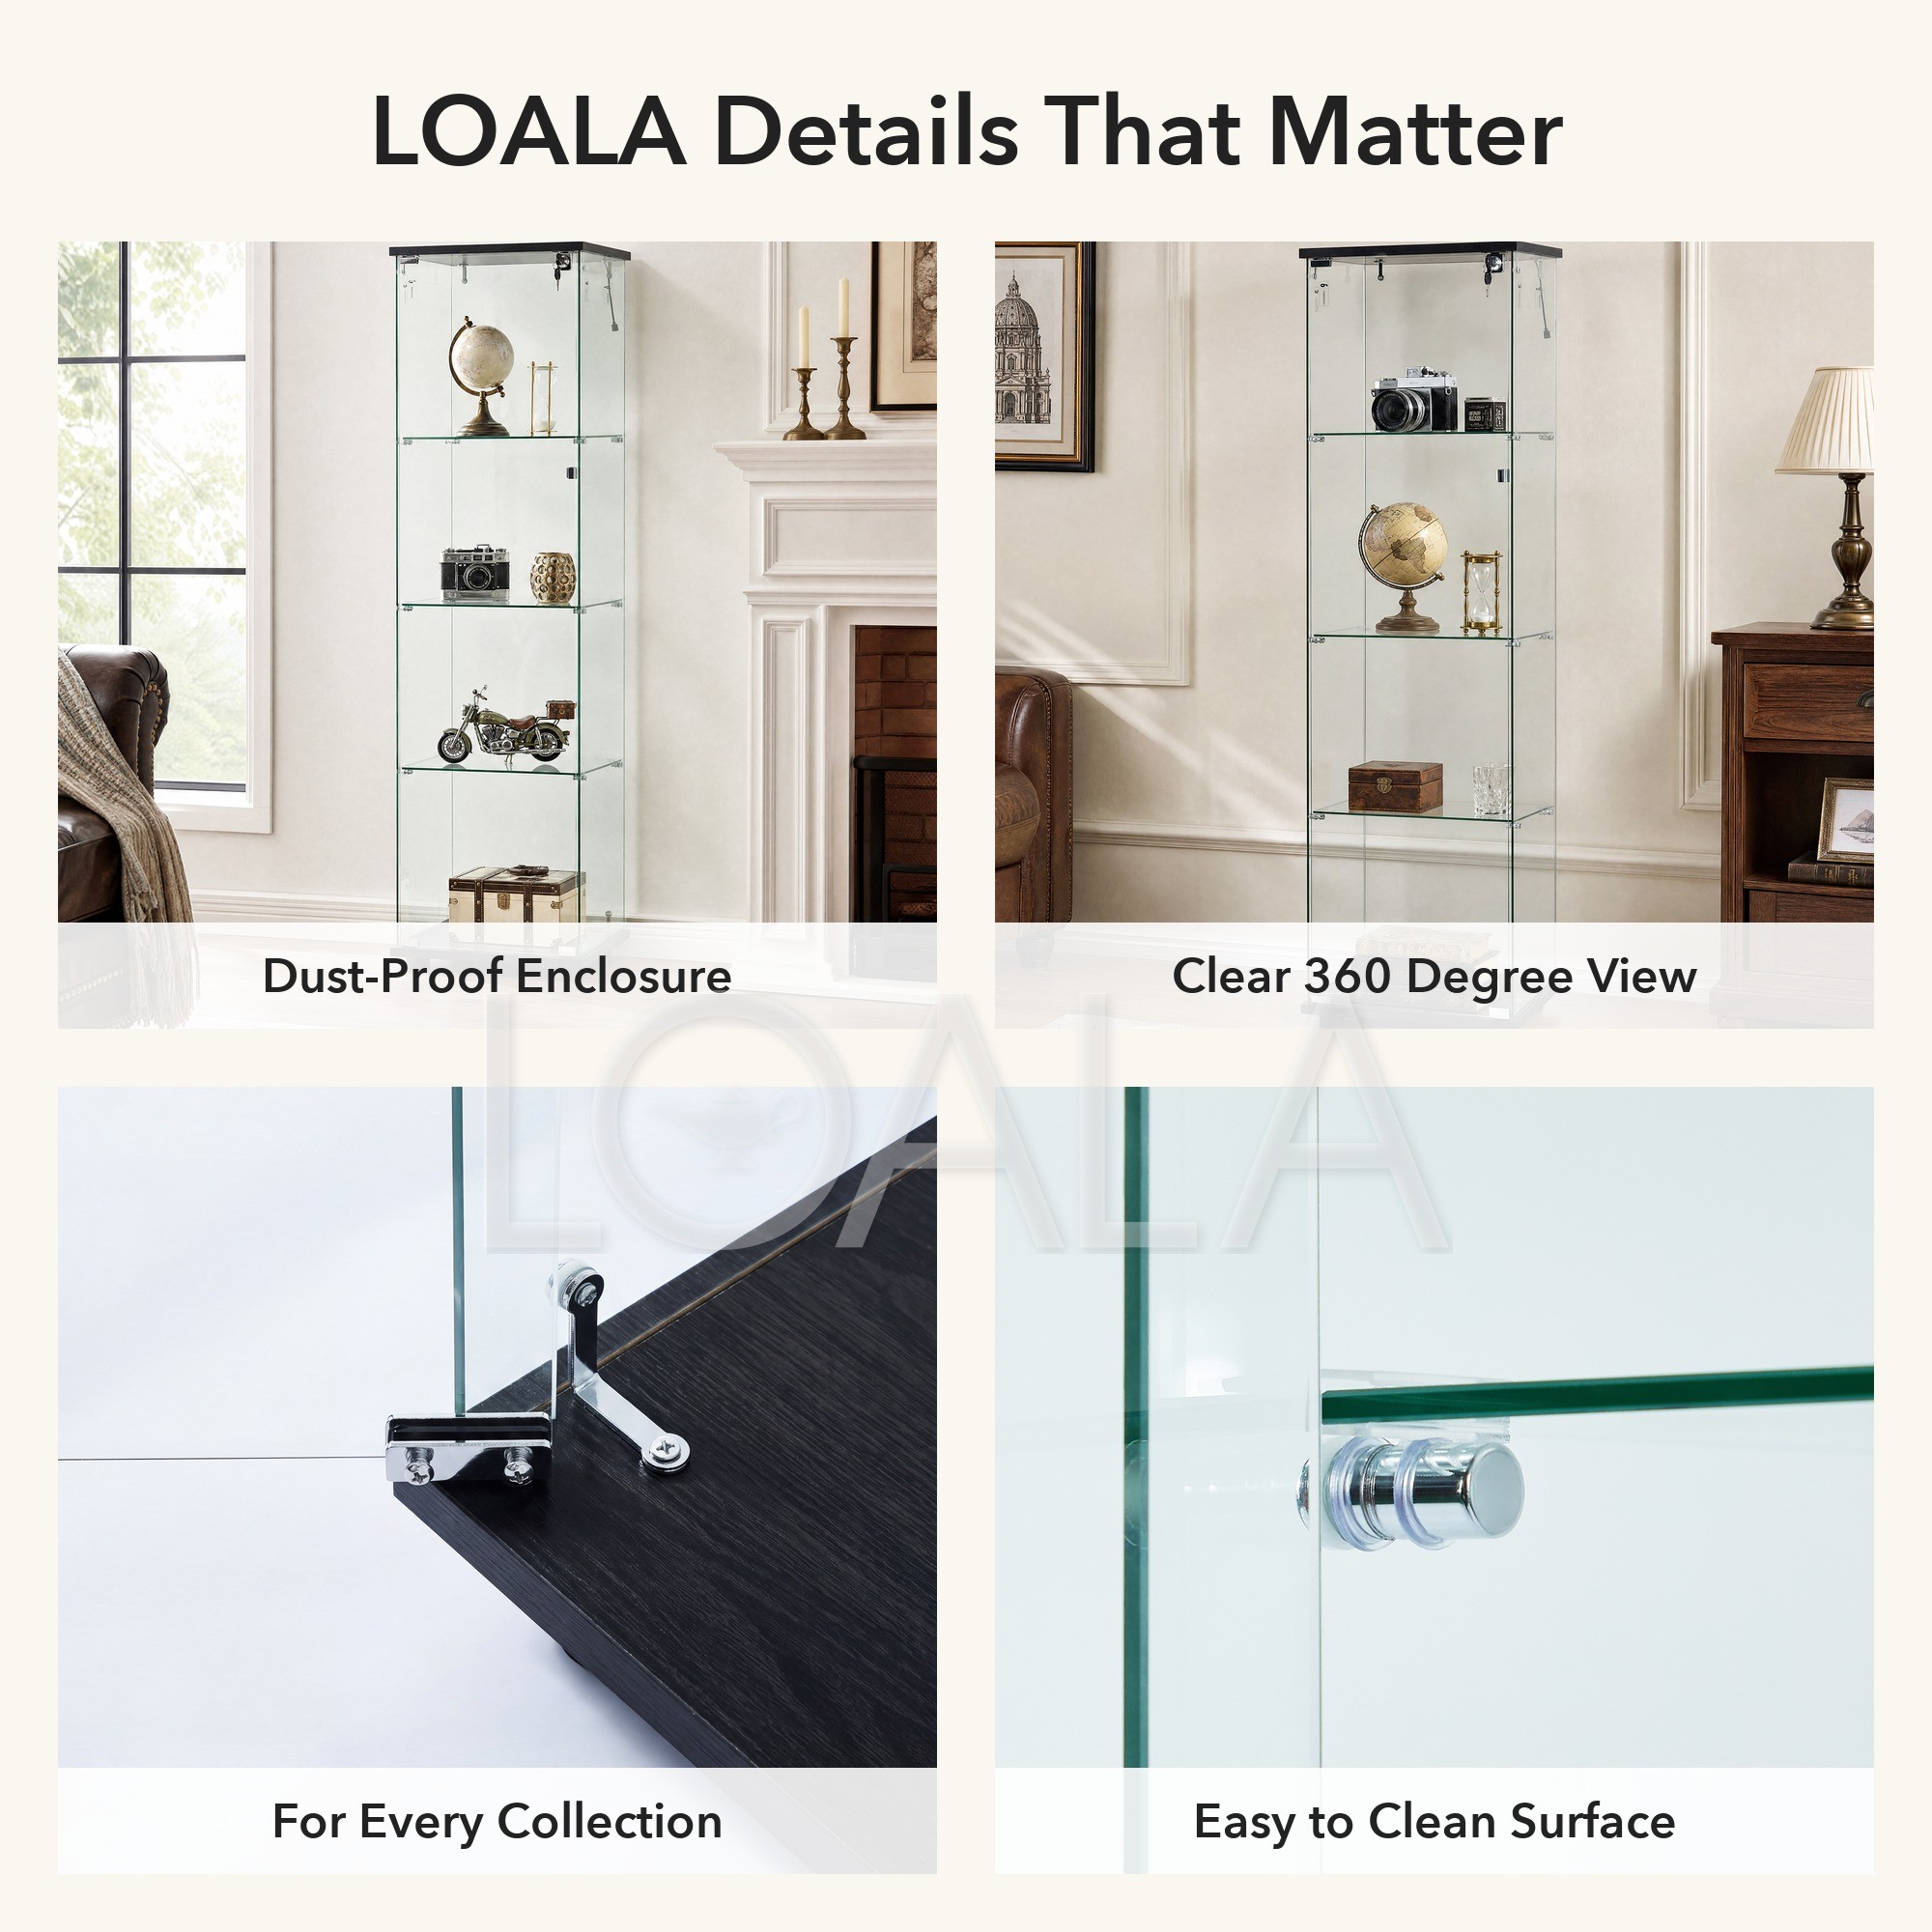 LOALA Details That Matter
Dust-Proof Enclosure
Clear 360 Degree View
LOALA
For Every Collection
Easy to Clean Surface